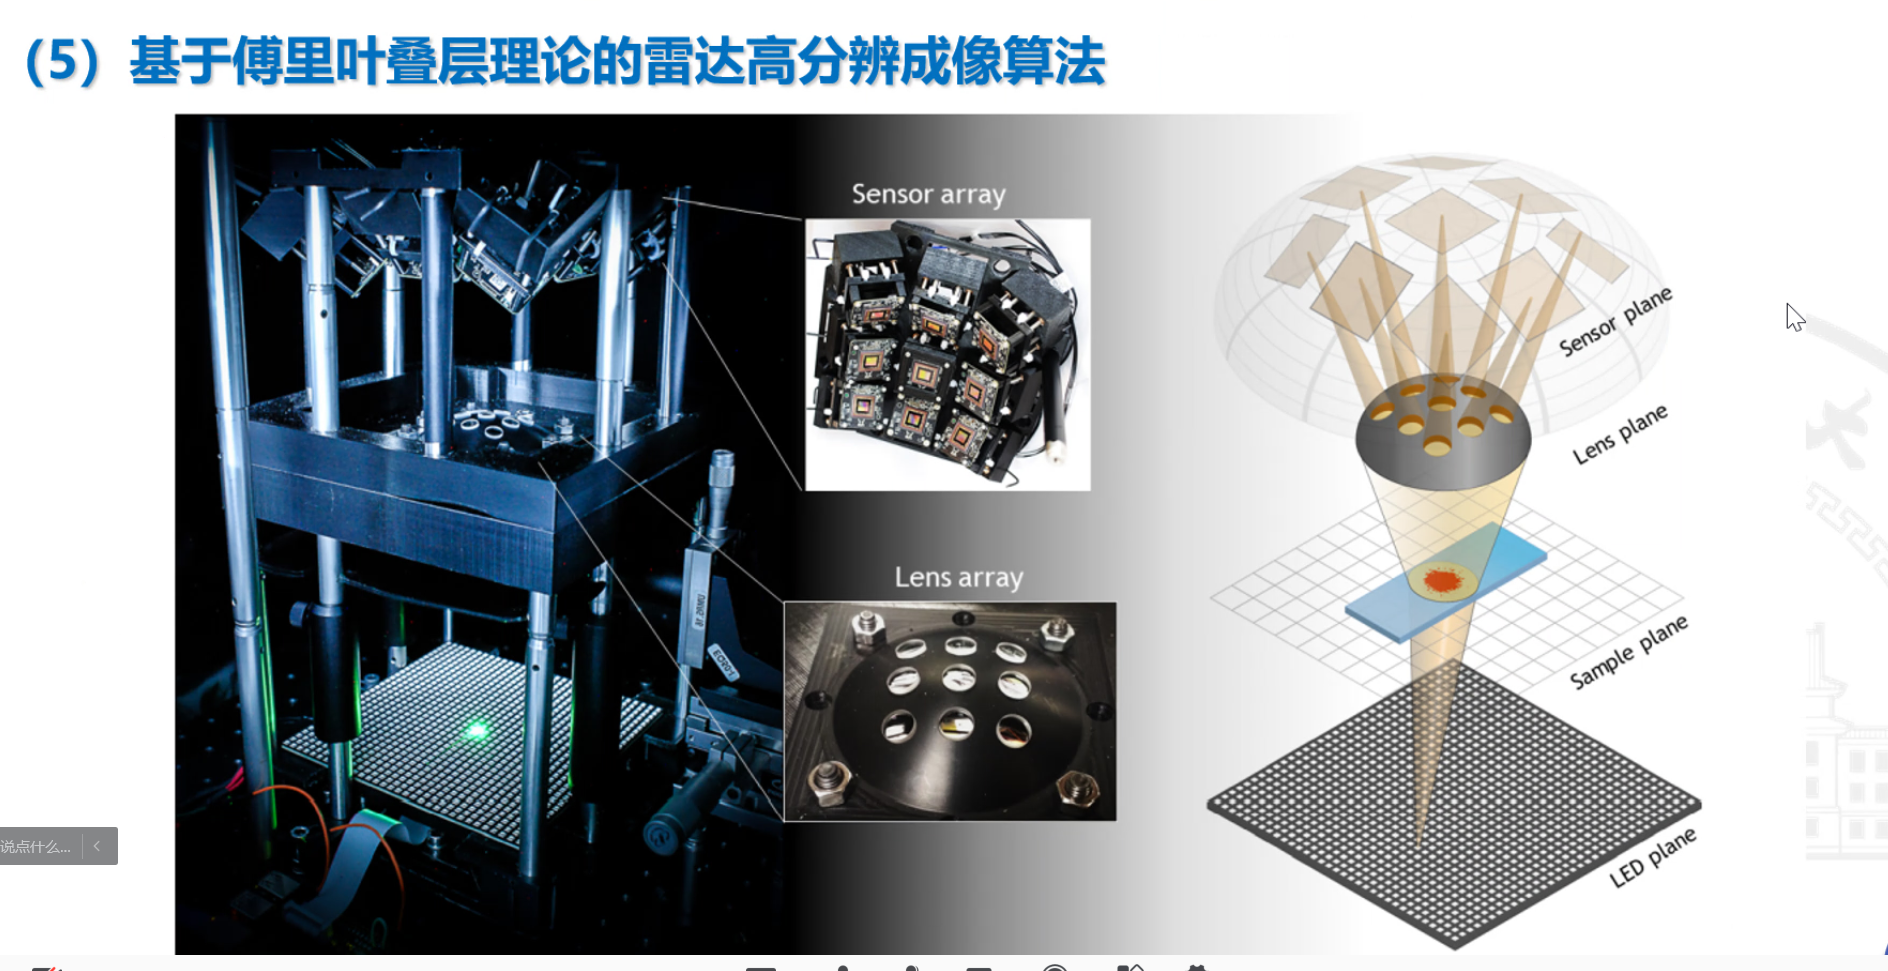 （5）基于傅里叶叠层理论的雷达高分辨成像算法
Sensor array
Lens array
Sensor plane
Lens plane
Sample plane
LED plane
说点什么...